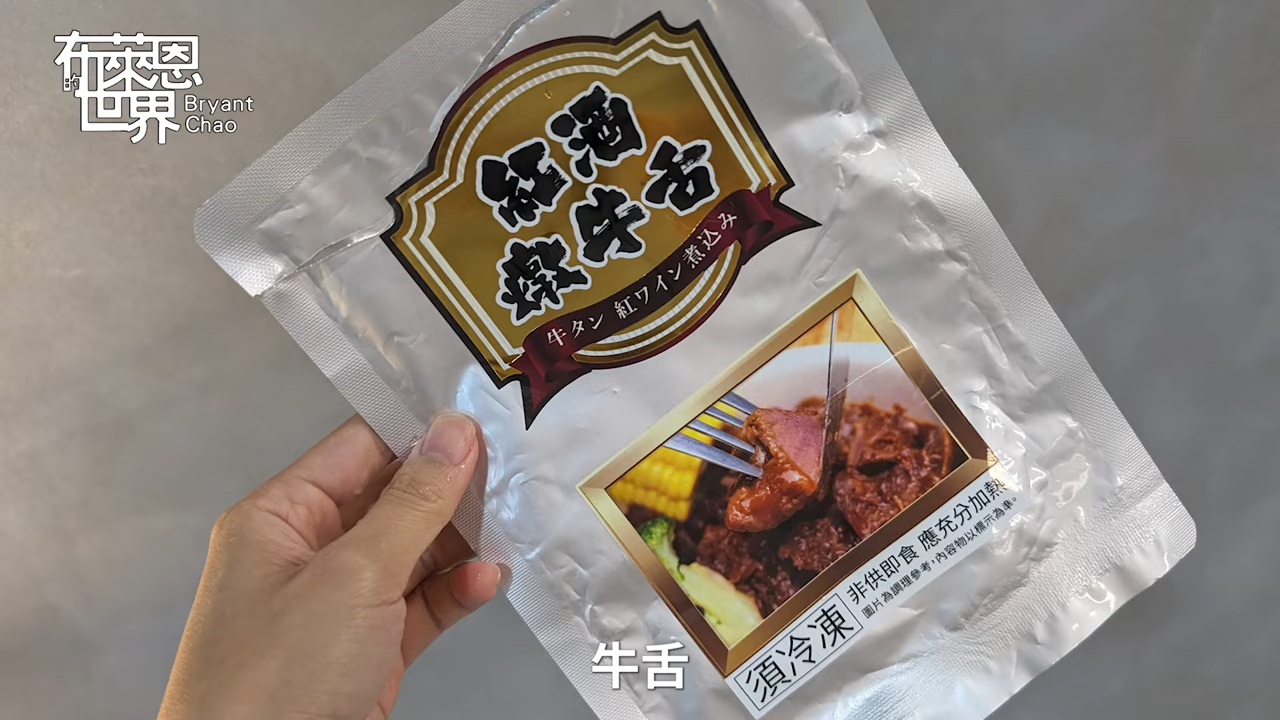 布萊恩
的
世界
Bryant
Chao
紅酒
燉牛舌
牛タン 紅ワイン煮込み
須冷凍
非供即食 應充分加熱
圖片為調理參考,內容物以標示為準。
牛舌